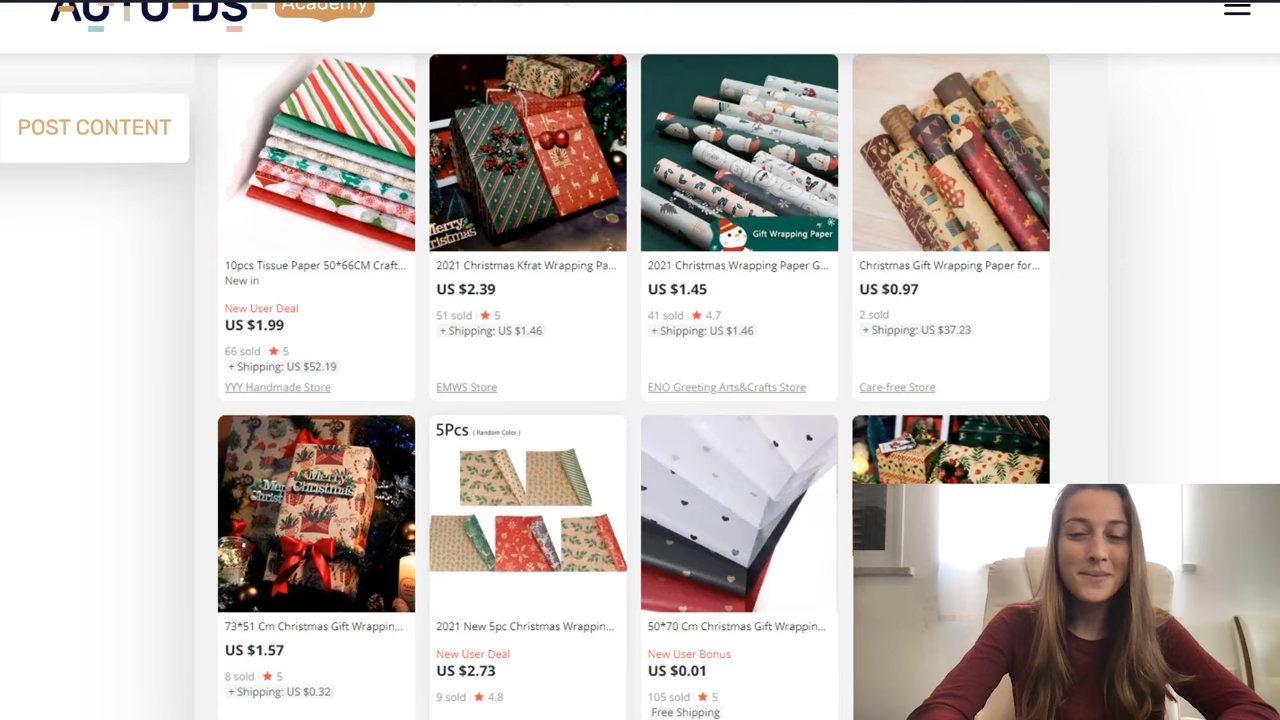 AUTO-DS
Academy
POST CONTENT
Merry
Christmas
Gift Wrapping Paper
10pcs Tissue Paper 50*66CM Craft...
New in
New User Deal
US $1.99
66 sold ★ 5
+ Shipping: US $52.19
YYY Handmade Store
2021 Christmas Kfrat Wrapping Pa...
US $2.39
51 sold ★ 5
+ Shipping: US $1.46
EMWS Store
2021 Christmas Wrapping Paper G...
US $1.45
41 sold ★ 4.7
+ Shipping: US $1.46
ENO Greeting Arts&Crafts Store
Christmas Gift Wrapping Paper for...
US $0.97
2 sold
+ Shipping: US $37.23
Care-free Store
Merry
Christmas
5Pcs ( Random Color )
73*51 Cm Christmas Gift Wrappin...
US $1.57
8 sold ★ 5
+ Shipping: US $0.32
2021 New 5pc Christmas Wrappin...
New User Deal
US $2.73
9 sold ★ 4.8
50*70 Cm Christmas Gift Wrappin...
New User Bonus
US $0.01
105 sold ★ 5
Free Shipping